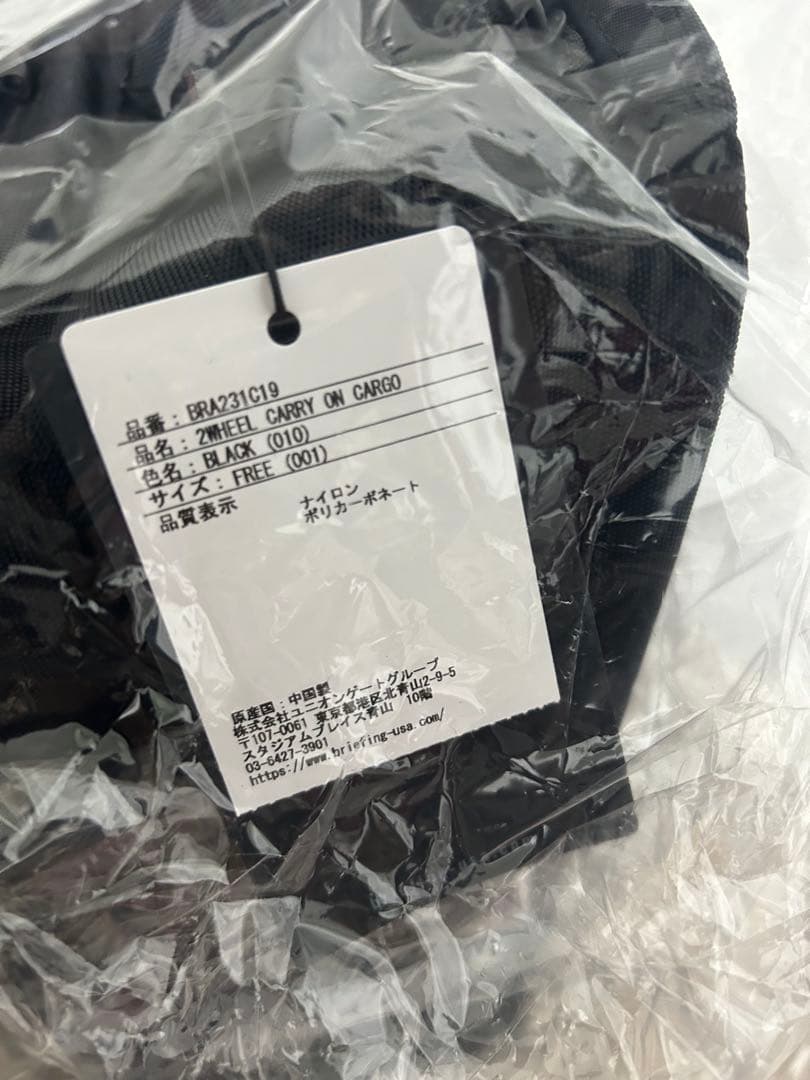 品番：BRA231C19
品名：2WHEEL CARRY ON CARGO
色名：BLACK (010)
サイズ：FREE (001)
品質表示 ナイロン
ポリカーボネート
原産国：中国製
株式会社ユニオンゲートグループ
〒107-0061 東京都港区北青山2-9-5
スタジアムプレイス青山 10階
03-6427-3901
https://www.briefing-usa.com/